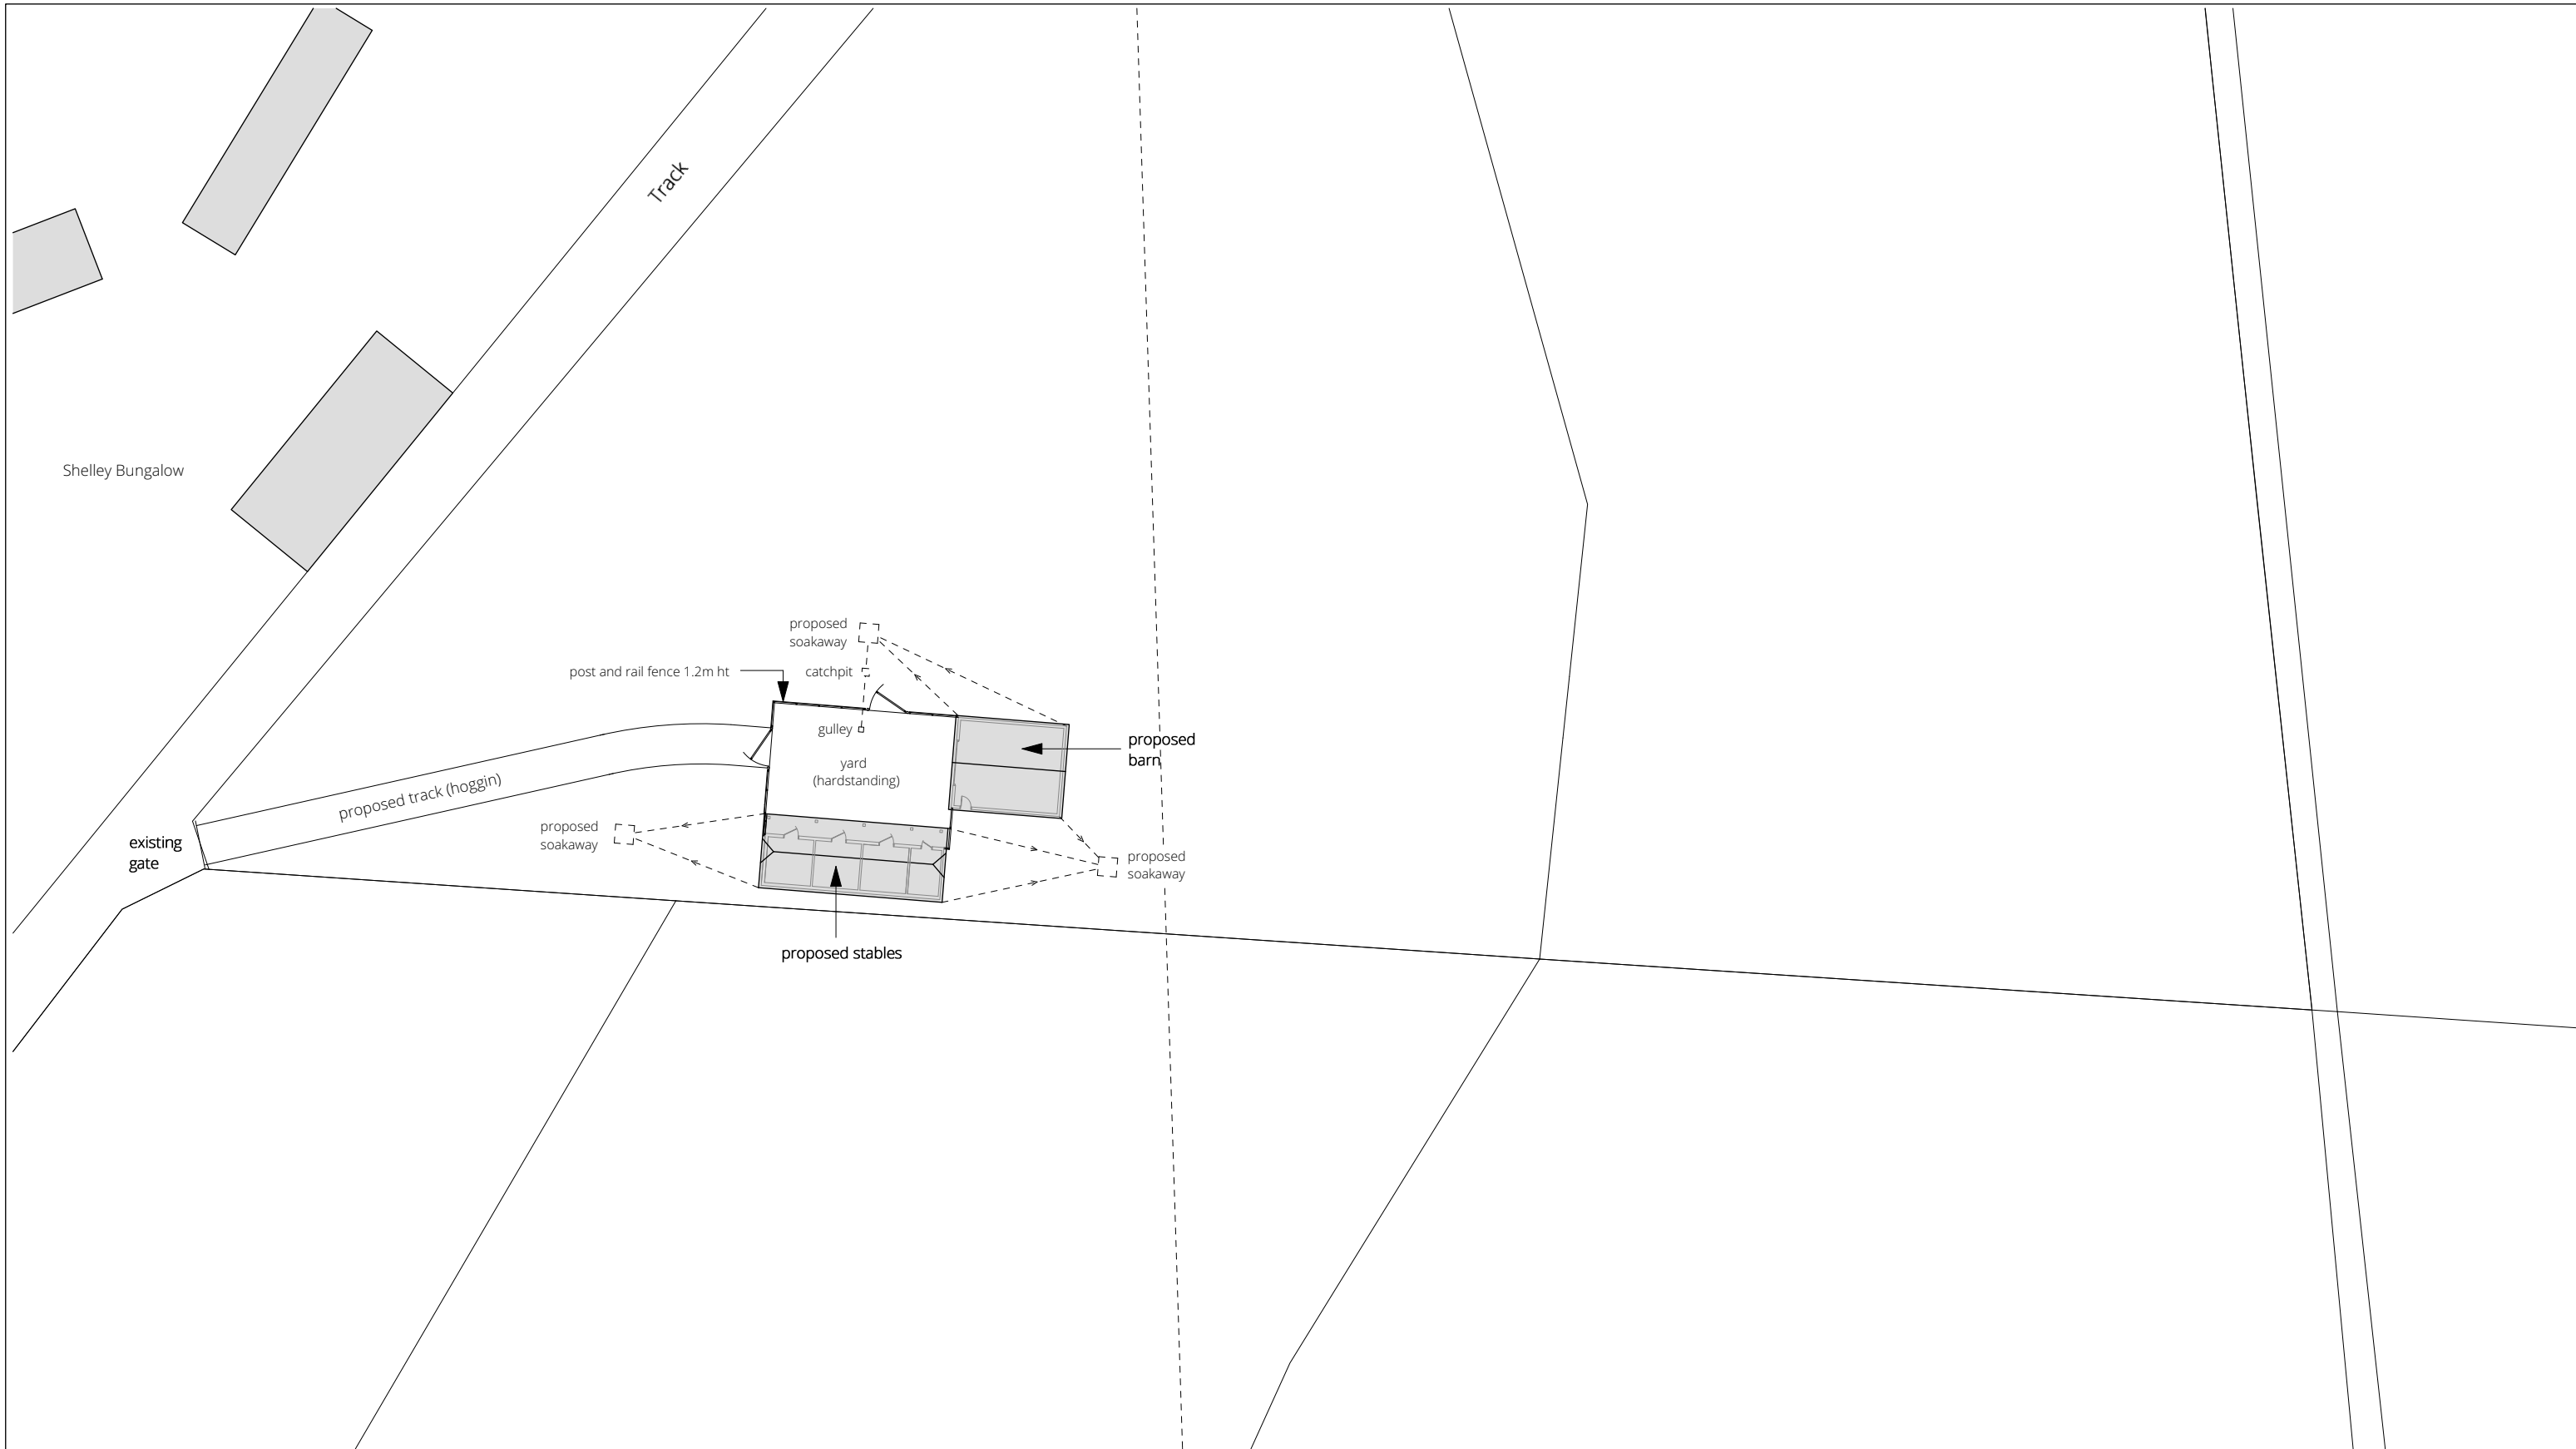 Track
Shelley Bungalow
proposed
soakaway
post and rail fence 1.2m ht
catchpit
gulley
proposed
barn
yard
(hardstanding)
proposed track (hoggin)
existing
gate
proposed
soakaway
proposed
soakaway
proposed stables